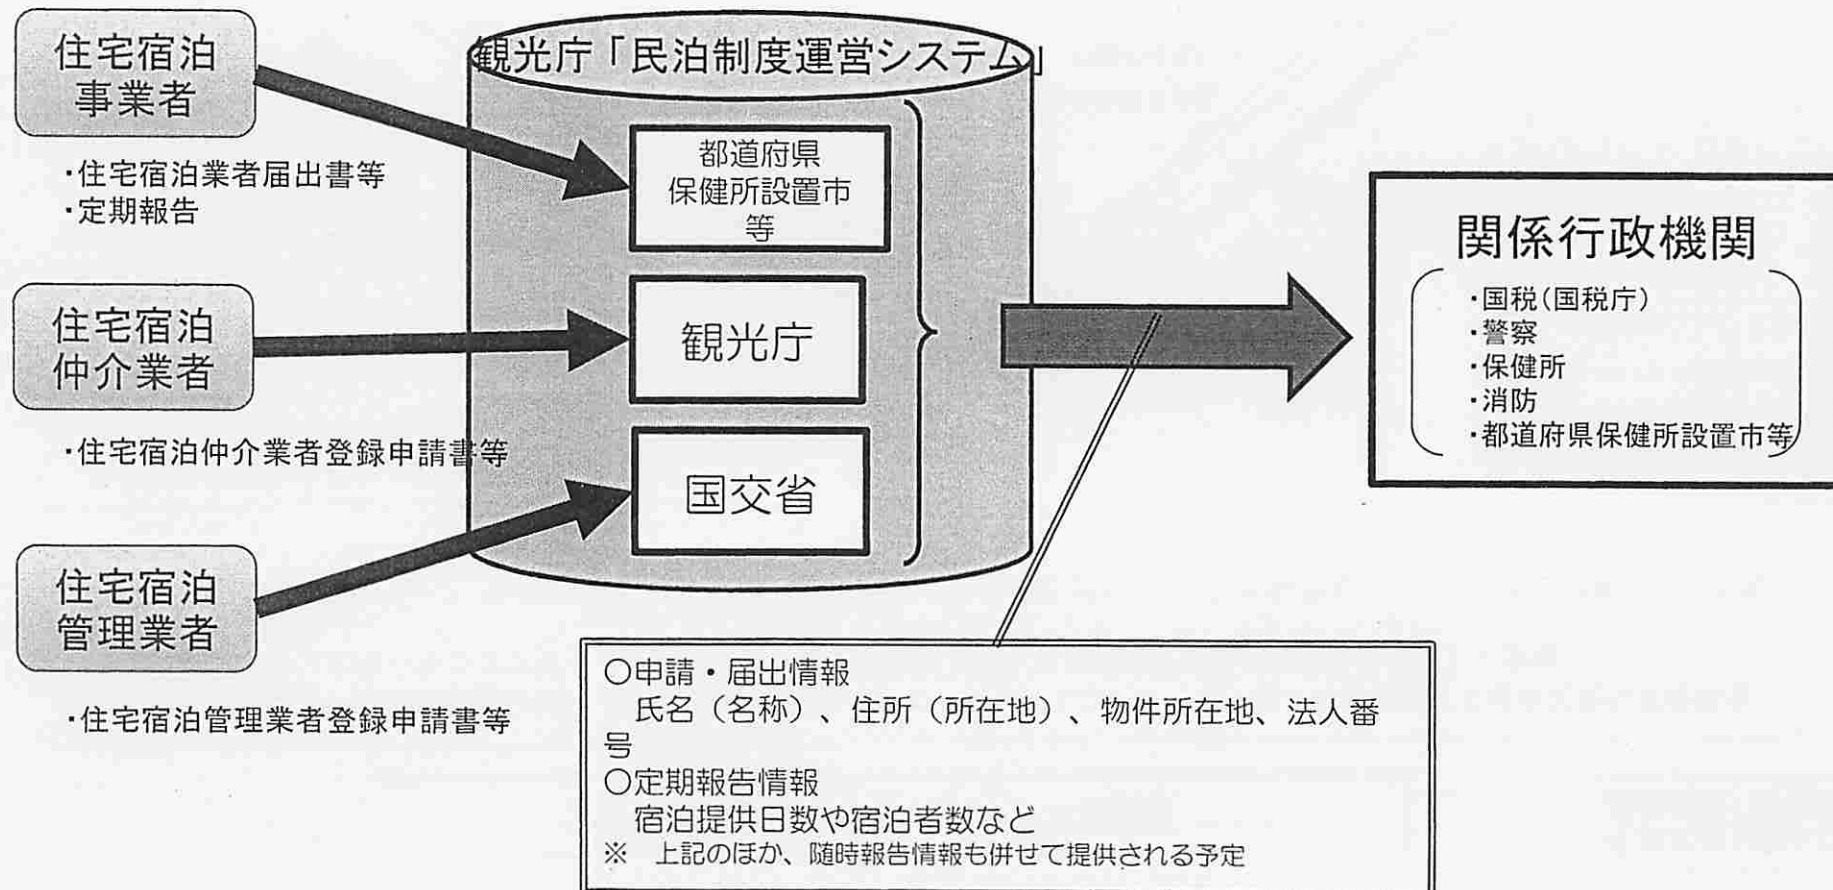 観光庁「民泊制度運営システム」
住宅宿泊
事業者
・住宅宿泊業者届出書等
・定期報告
住宅宿泊
仲介業者
・住宅宿泊仲介業者登録申請書等
住宅宿泊
管理業者
・住宅宿泊管理業者登録申請書等
都道府県
保健所設置市
等
観光庁
国交省
関係行政機関
・国税(国税庁)
・警察
・保健所
・消防
・都道府県保健所設置市等
○申請・届出情報
氏名（名称）、住所（所在地）、物件所在地、法人番
号
○定期報告情報
宿泊提供日数や宿泊者数など
※　上記のほか、随時報告情報も併せて提供される予定